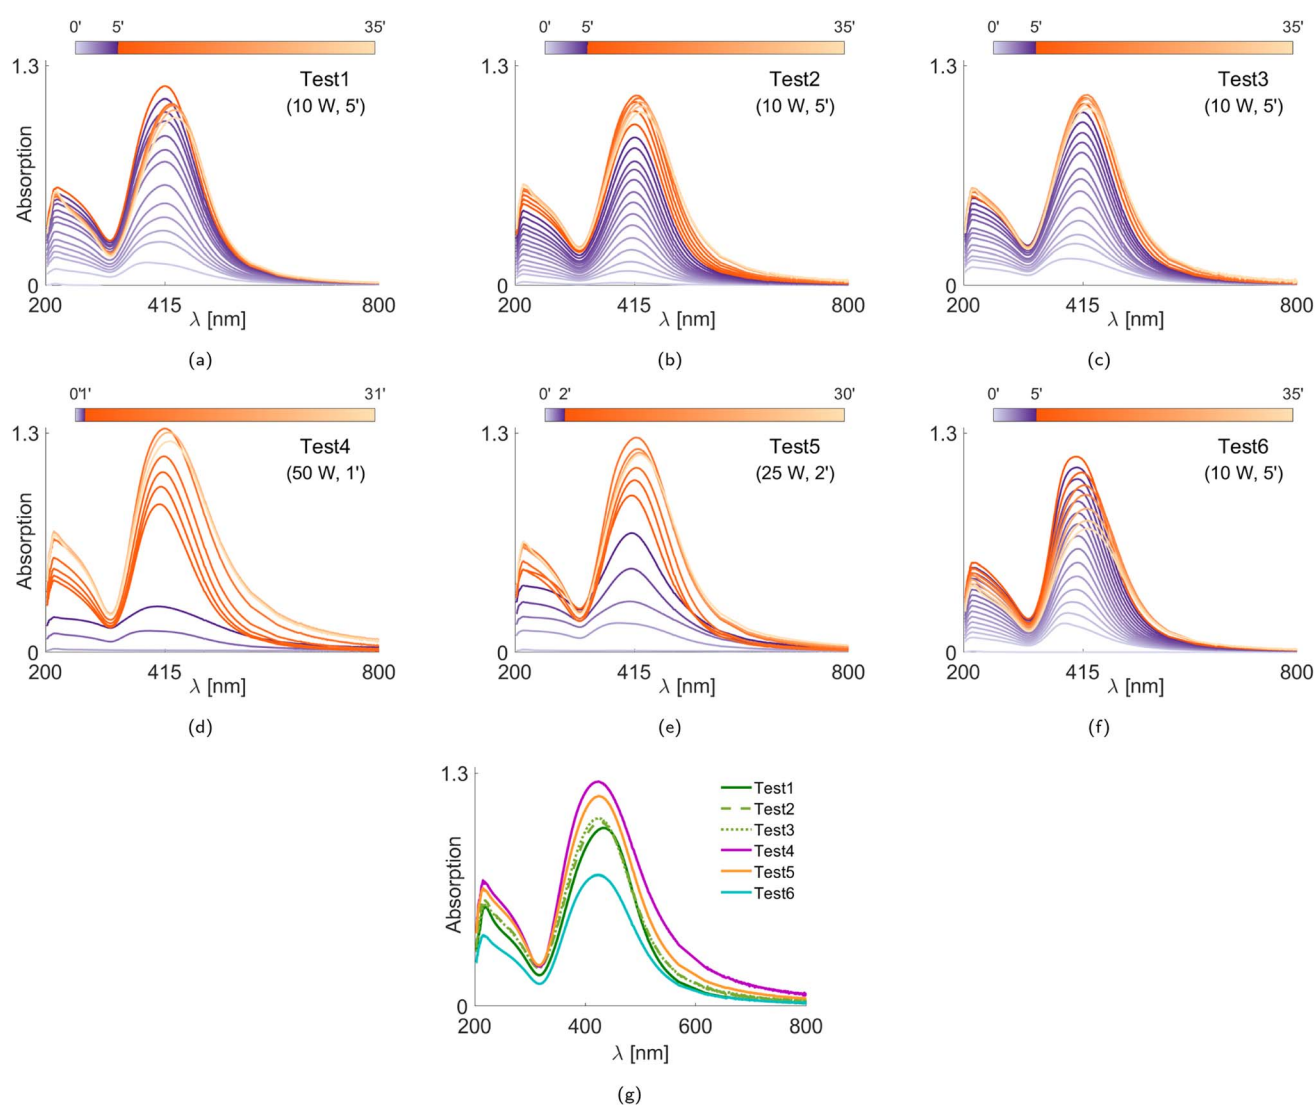 0' 5' 35'
1.3
Test1
(10 W, 5')
Absorption
0
200 415 800
λ [nm]
(a)
0' 5' 35'
1.3
Test2
(10 W, 5')
0
200 415 800
λ [nm]
(b)
0' 5' 35'
1.3
Test3
(10 W, 5')
0
200 415 800
λ [nm]
(c)
0' 1' 31'
1.3
Test4
(50 W, 1')
Absorption
0
200 415 800
λ [nm]
(d)
0' 2' 30'
1.3
Test5
(25 W, 2')
0
200 415 800
λ [nm]
(e)
0' 5' 35'
1.3
Test6
(10 W, 5')
0
200 415 800
λ [nm]
(f)
1.3
Test1
Test2
Test3
Test4
Test5
Test6
Absorption
0
200 400 600 800
λ [nm]
(g)